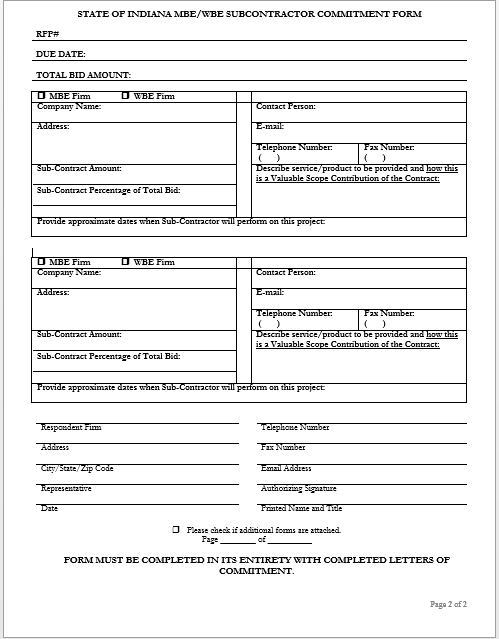 STATE OF INDIANA MBE/WBE SUBCONTRACTOR COMMITMENT FORM
RFP#
DUE DATE:
TOTAL BID AMOUNT:
MBE Firm WBE Firm
Company Name: Contact Person:
Address: E-mail:
Telephone Number: Fax Number:
( ) ( )
Sub-Contract Amount: Describe service/product to be provided and how this
is a Valuable Scope Contribution of the Contract:
Sub-Contract Percentage of Total Bid:
Provide approximate dates when Sub-Contractor will perform on this project:
MBE Firm WBE Firm
Company Name: Contact Person:
Address: E-mail:
Telephone Number: Fax Number:
( ) ( )
Sub-Contract Amount: Describe service/product to be provided and how this
is a Valuable Scope Contribution of the Contract:
Sub-Contract Percentage of Total Bid:
Provide approximate dates when Sub-Contractor will perform on this project:
Respondent Firm Telephone Number
Address Fax Number
City/State/Zip Code Email Address
Representative Authorizing Signature
Date Printed Name and Title
Please check if additional forms are attached.
Page ________ of __________
FORM MUST BE COMPLETED IN ITS ENTIRETY WITH COMPLETED LETTERS OF
COMMITMENT.
Page 2 of 2